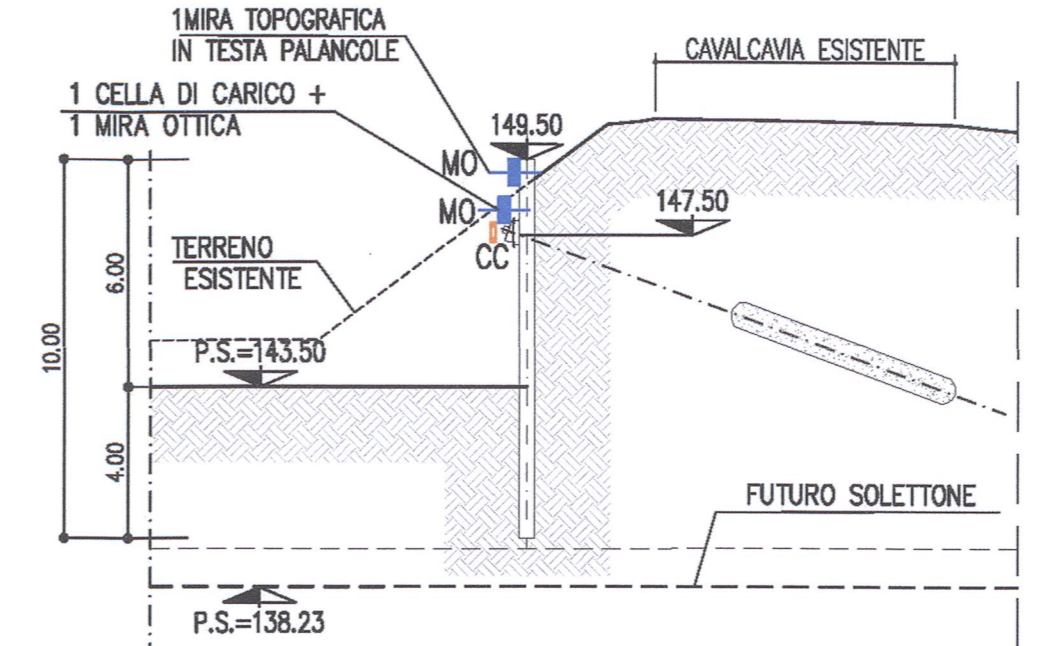 1MIRA TOPOGRAFICA
IN TESTA PALANCOLE
CAVALCAVIA ESISTENTE
1 CELLA DI CARICO +
1 MIRA OTTICA
149.50
MO
147.50
MO
CC
TERRENO
ESISTENTE
6.00
10.00
P.S.=143.50
4.00
FUTURO SOLETTONE
P.S.=138.23